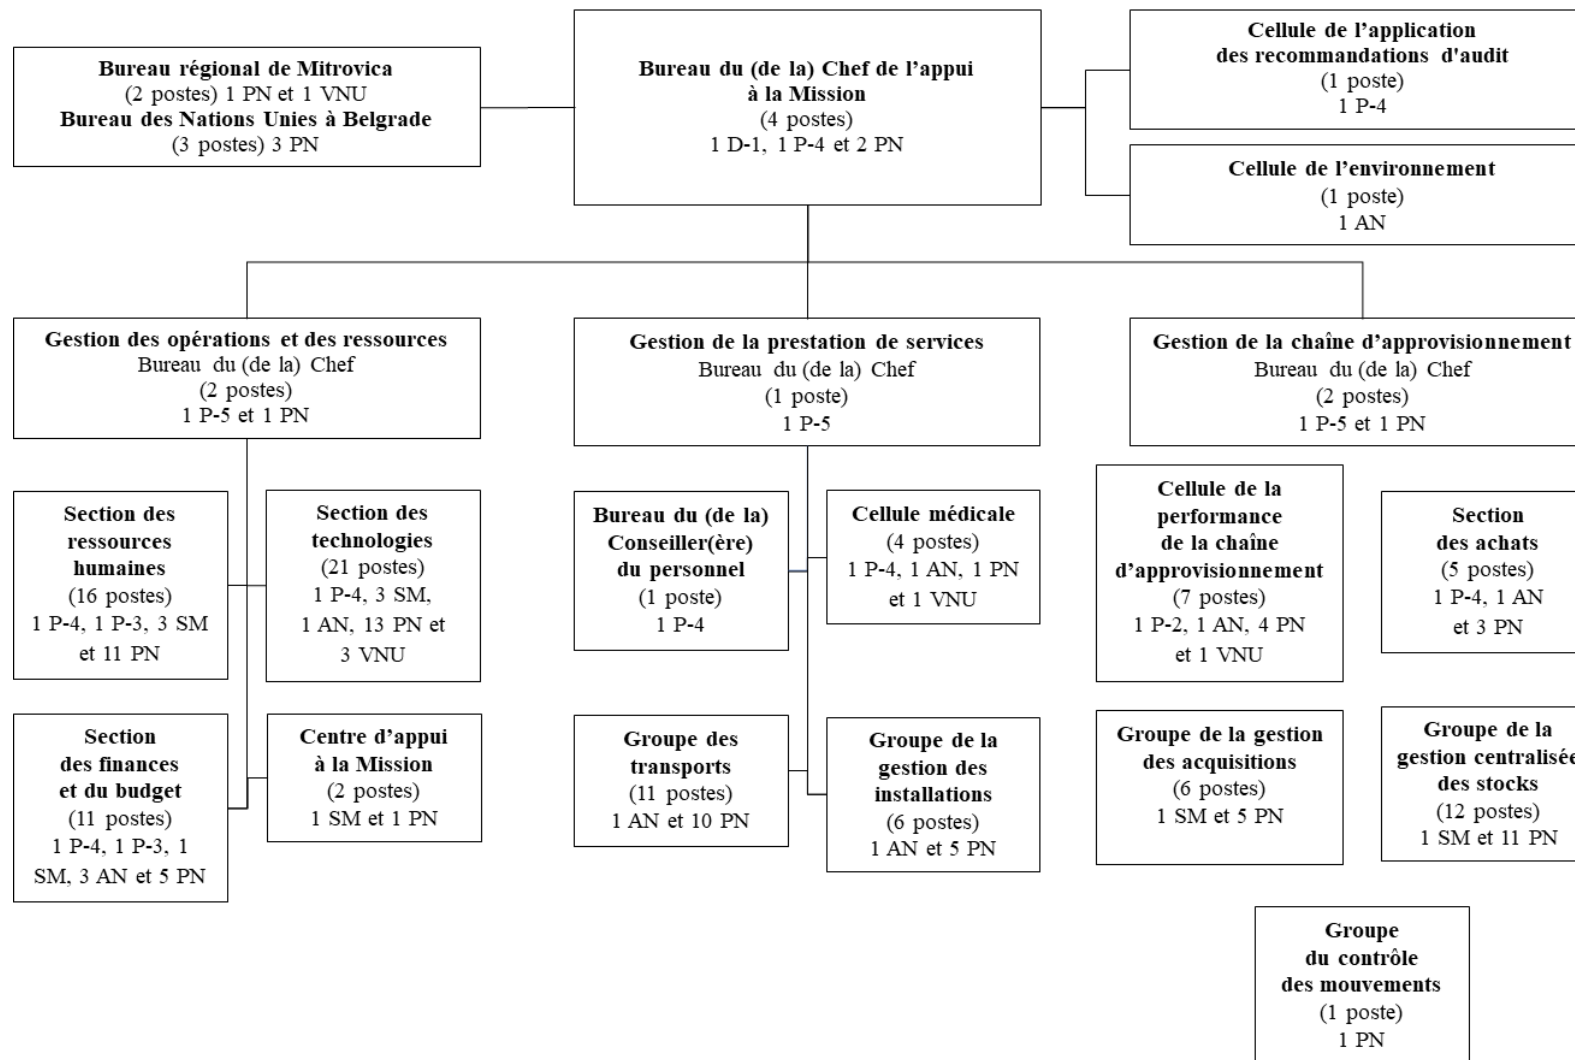 Bureau régional de Mitrovica
(2 postes) 1 PN et 1 VNU
Bureau des Nations Unies à Belgrade
(3 postes) 3 PN
Bureau du (de la) Chef de l'appui
à la Mission
(4 postes)
1 D-1, 1 P-4 et 2 PN
Cellule de l'application
des recommandations d'audit
(1 poste)
1 P-4
Cellule de l'environnement
(1 poste)
1 AN
Gestion des opérations et des ressources
Bureau du (de la) Chef
(2 postes)
1 P-5 et 1 PN
Gestion de la prestation de services
Bureau du (de la) Chef
(1 poste)
1 P-5
Gestion de la chaîne d'approvisionnement
Bureau du (de la) Chef
(2 postes)
1 P-5 et 1 PN
Section des
ressources
humaines
(16 postes)
1 P-4, 1 P-3, 3 SM
et 11 PN
Section des
technologies
(21 postes)
1 P-4, 3 SM,
1 AN, 13 PN et
3 VNU
Bureau du (de la)
Conseiller(ère)
du personnel
(1 poste)
1 P-4
Cellule médicale
(4 postes)
1 P-4, 1 AN, 1 PN
et 1 VNU
Cellule de la
performance
de la chaîne
d'approvisionnement
(7 postes)
1 P-2, 1 AN, 4 PN
et 1 VNU
Section
des achats
(5 postes)
1 P-4, 1 AN
et 3 PN
Section
des finances
et du budget
(11 postes)
1 P-4, 1 P-3, 1
SM, 3 AN et 5 PN
Centre d'appui
à la Mission
(2 postes)
1 SM et 1 PN
Groupe des
transports
(11 postes)
1 AN et 10 PN
Groupe de la
gestion des
installations
(6 postes)
1 AN et 5 PN
Groupe de la gestion
des acquisitions
(6 postes)
1 SM et 5 PN
Groupe de la
gestion centralisée
des stocks
(12 postes)
1 SM et 11 PN
Groupe
du contrôle
des mouvements
(1 poste)
1 PN